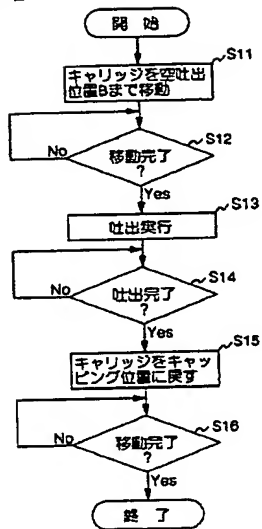 開 始
S11
キャリッジを空吐出
位置Bまで移動
S12
移動完了
?
No
Yes
S13
吐出実行
S14
吐出完了
?
No
Yes
S15
キャリッジをキャッ
ピング位置に戻す
S16
移動完了
?
No
Yes
終 了